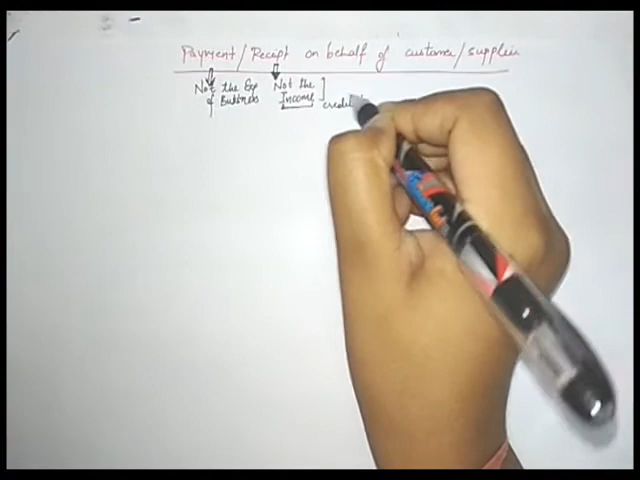 Payment/Receipt on behalf of customer/supplier
Not the Exp Not the
of Business Income
credit